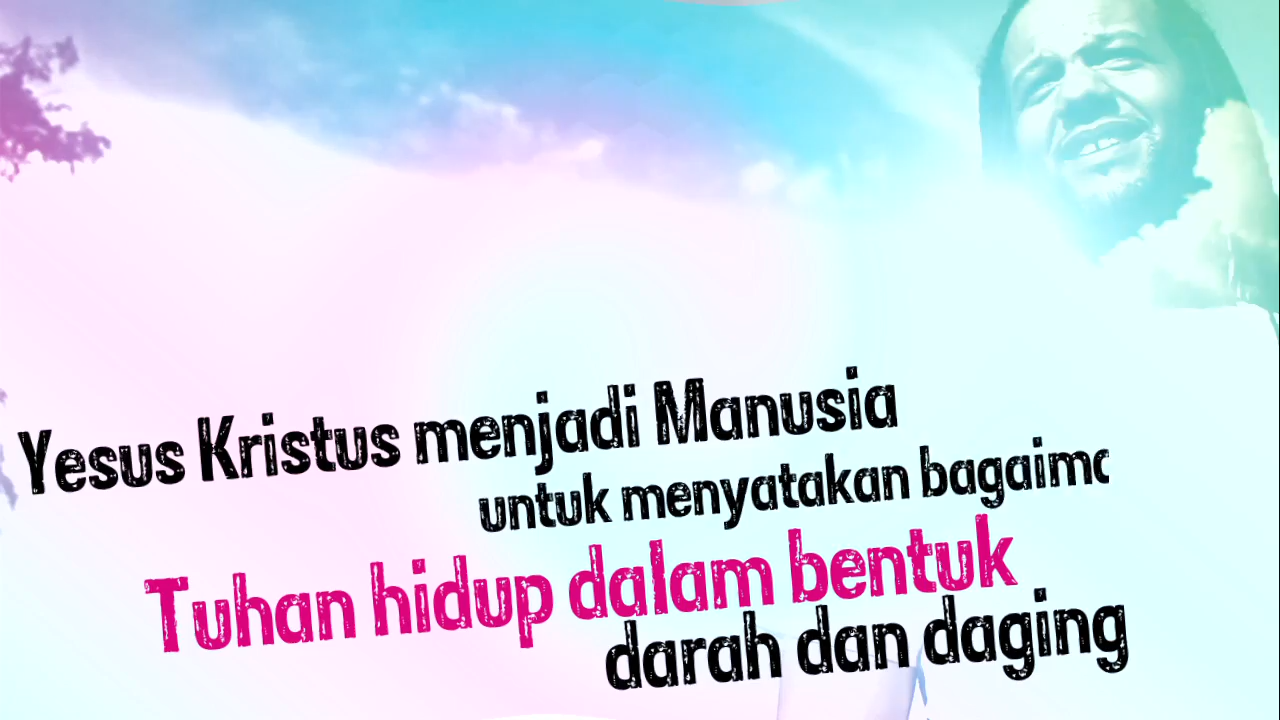 Yesus Kristus menjadi Manusia
untuk menyatakan
Tuhan hidup dalam bentuk
darah dan daging